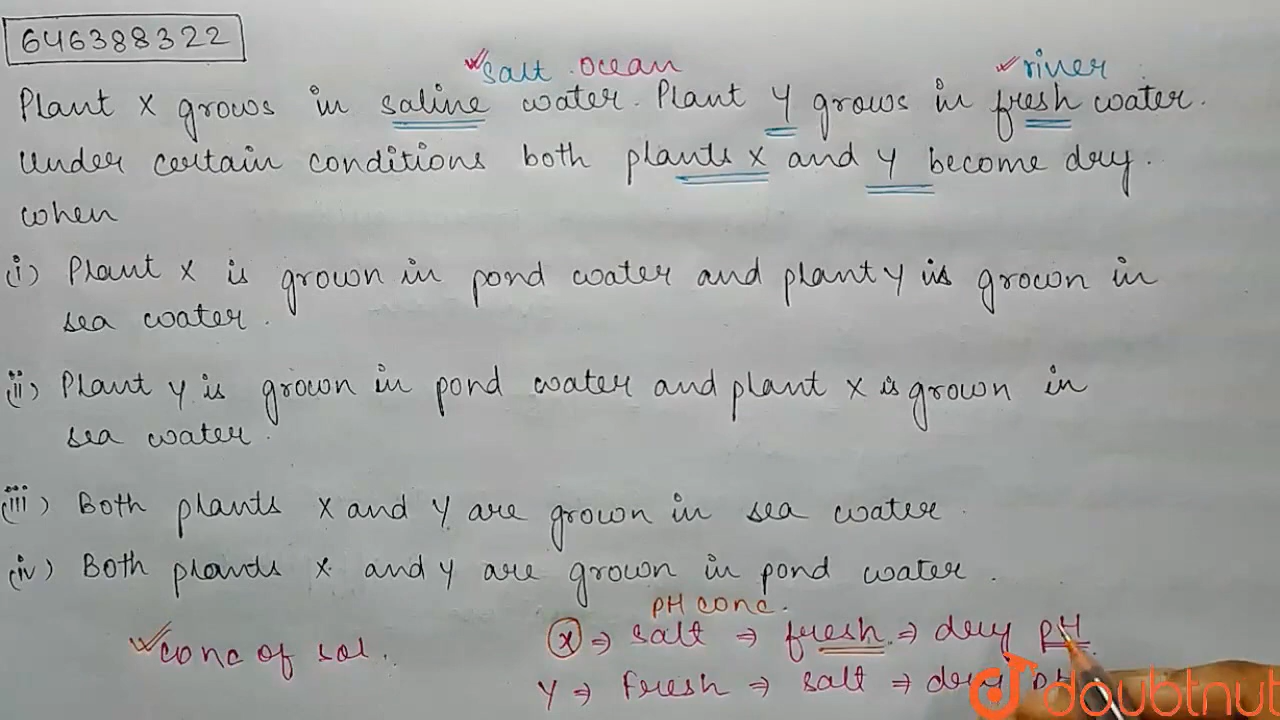 646388322
salt ocean river
Plant X grows in saline water. Plant Y grows in fresh water.
Under certain conditions both plants X and Y become dry.
when
(i) Plant X is grown in pond water and plant Y is grown in
sea water.
(ii) Plant Y is grown in pond water and plant X is grown in
sea water.
(iii) Both plants X and Y are grown in sea water.
(iv) Both plants X and Y are grown in pond water.
PH conc.
conc of sol. X ⇒ salt ⇒ fresh ⇒ dry PH
Y ⇒ Fresh ⇒ salt ⇒ dry PH
doubtnut